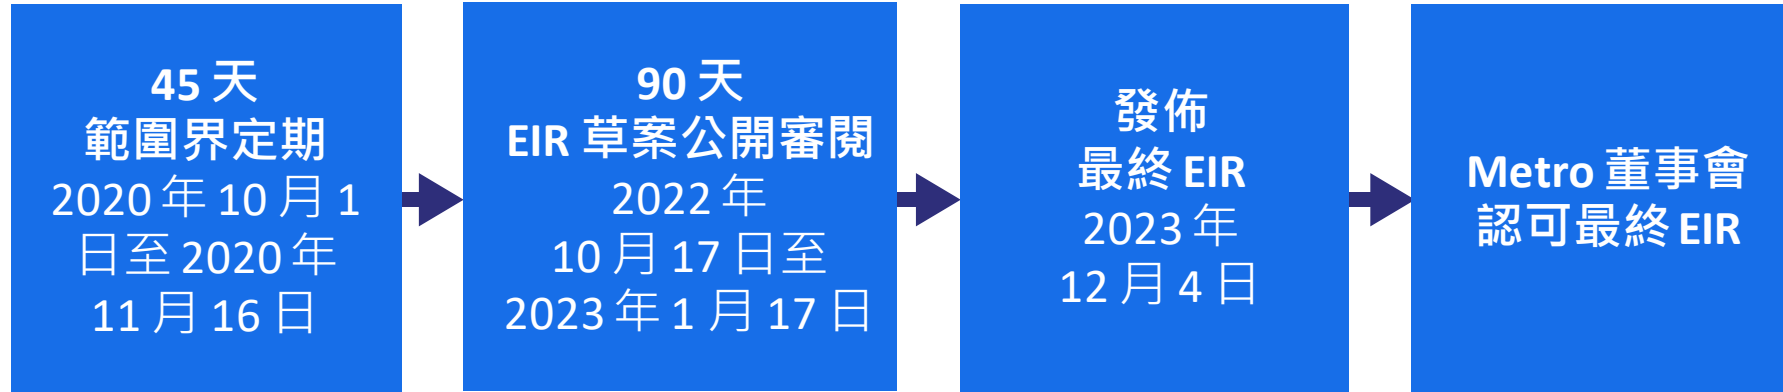 45 天
範圍界定期
2020 年 10 月 1
日至 2020 年
11 月 16 日
90 天
EIR 草案公開審閱
2022 年
10 月 17 日至
2023 年 1 月 17 日
發佈
最終 EIR
2023 年
12 月 4 日
Metro 董事會
認可最終 EIR